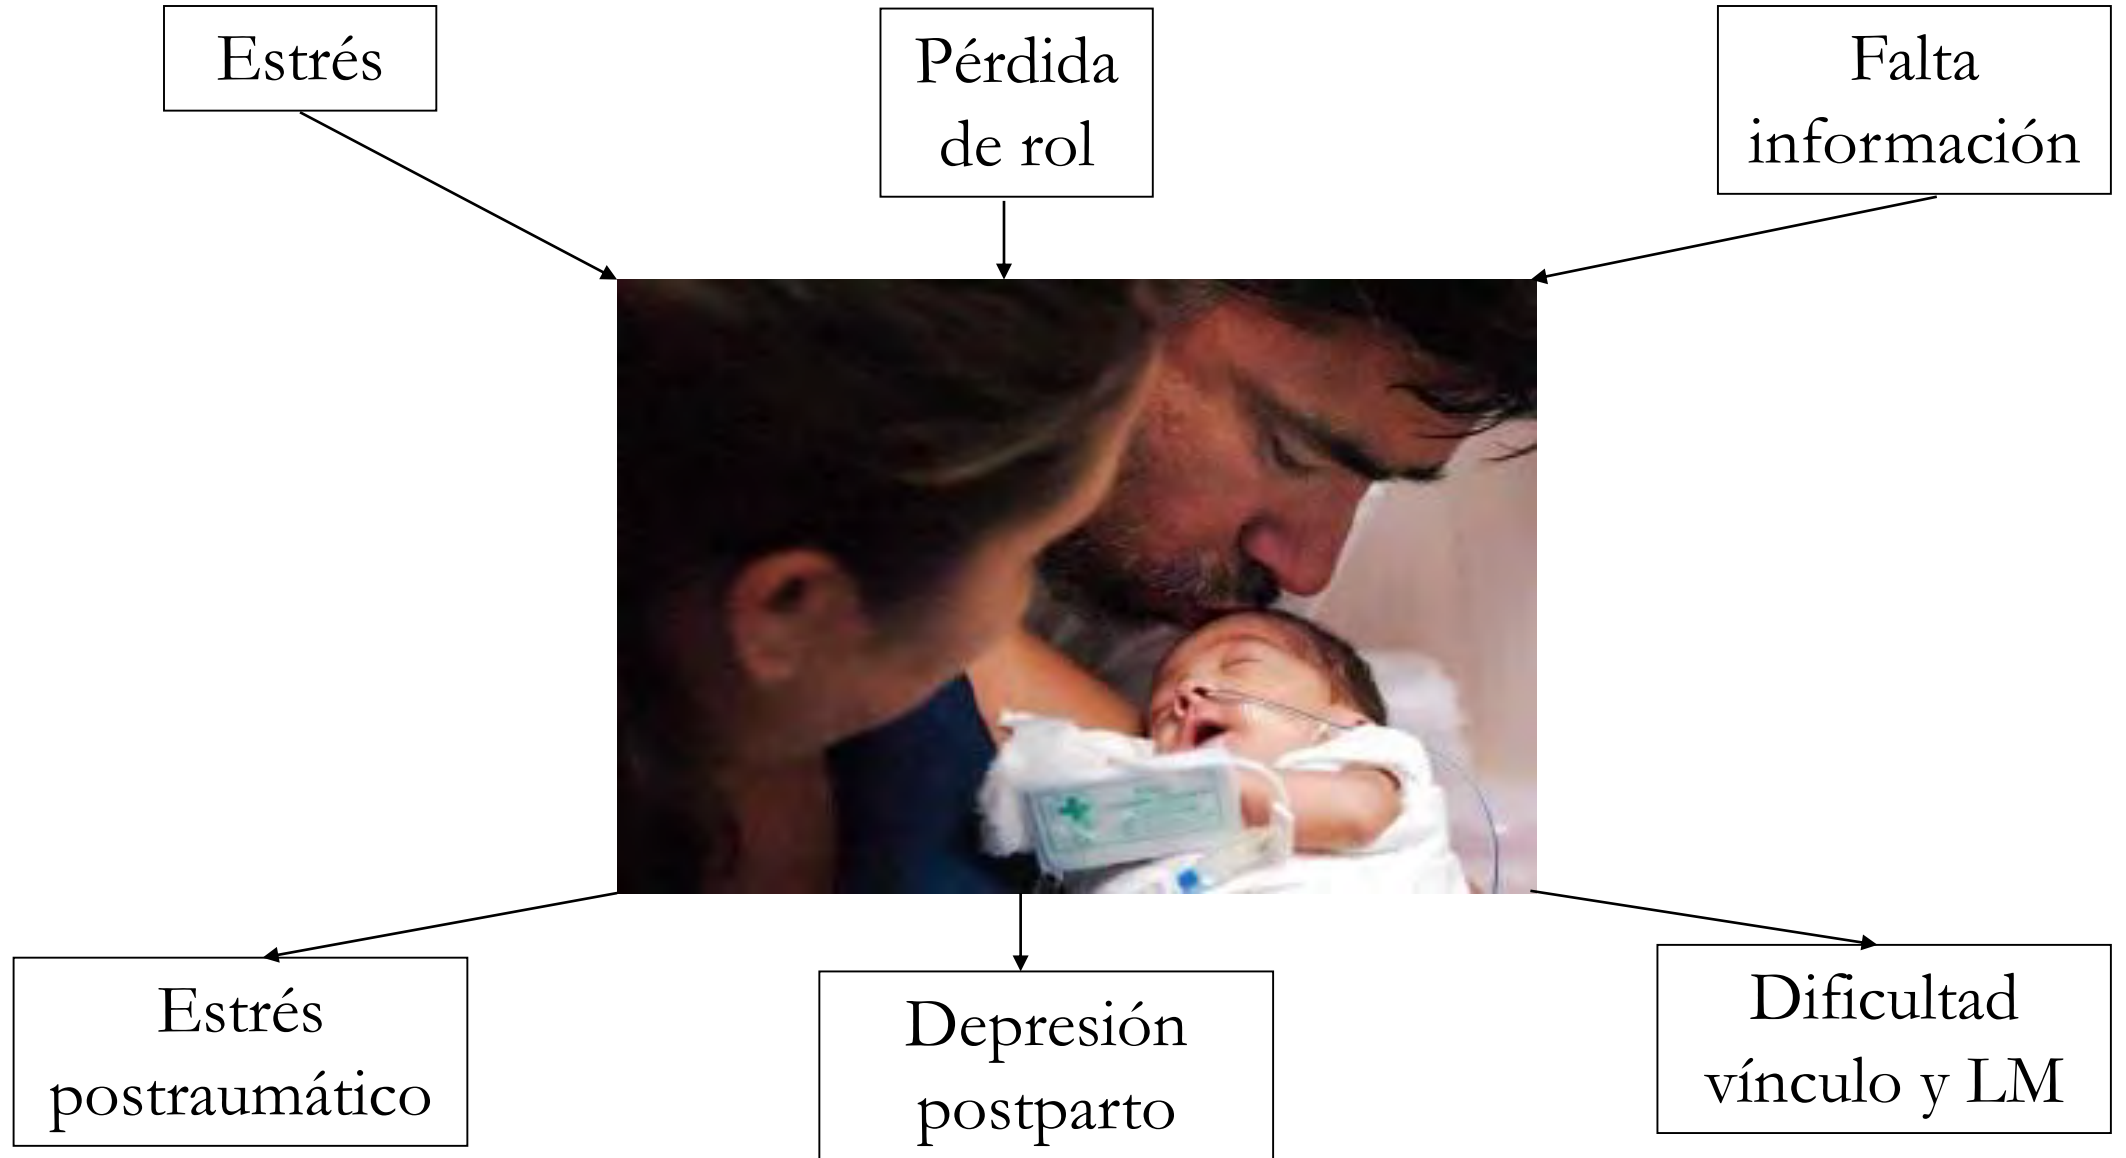 Estrés
Pérdida
de rol
Falta
información
Estrés
postraumático
Depresión
postparto
Dificultad
vínculo y LM